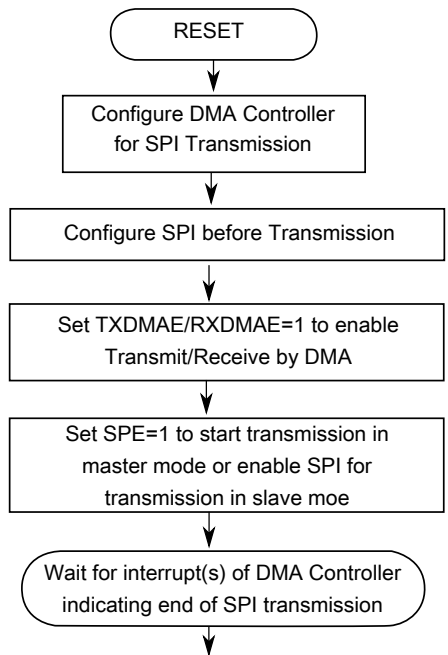 RESET
Configure DMA Controller
for SPI Transmission
Configure SPI before Transmission
Set TXDMAE/RXDMAE=1 to enable
Transmit/Receive by DMA
Set SPE=1 to start transmission in
master mode or enable SPI for
transmission in slave moe
Wait for interrupt(s) of DMA Controller
indicating end of SPI transmission